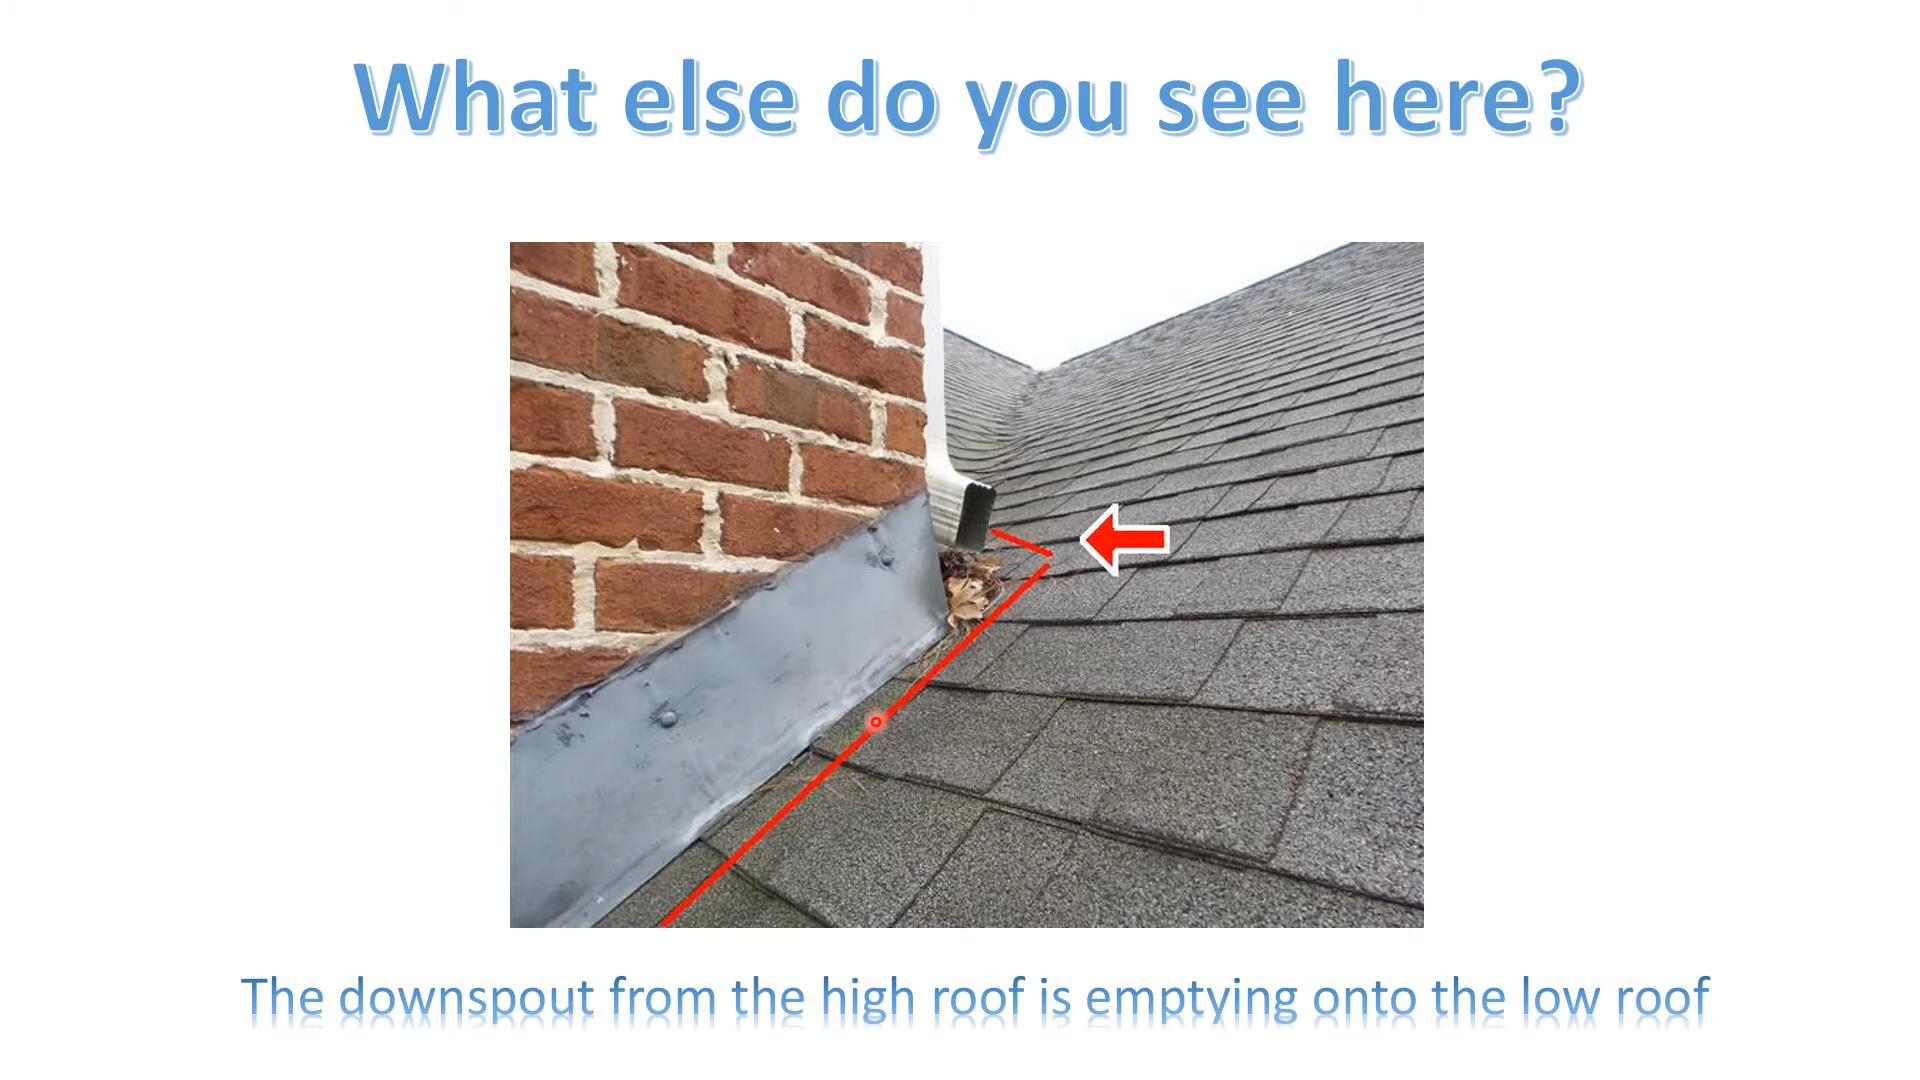 What else do you see here?
The downspout from the high roof is emptying onto the low roof